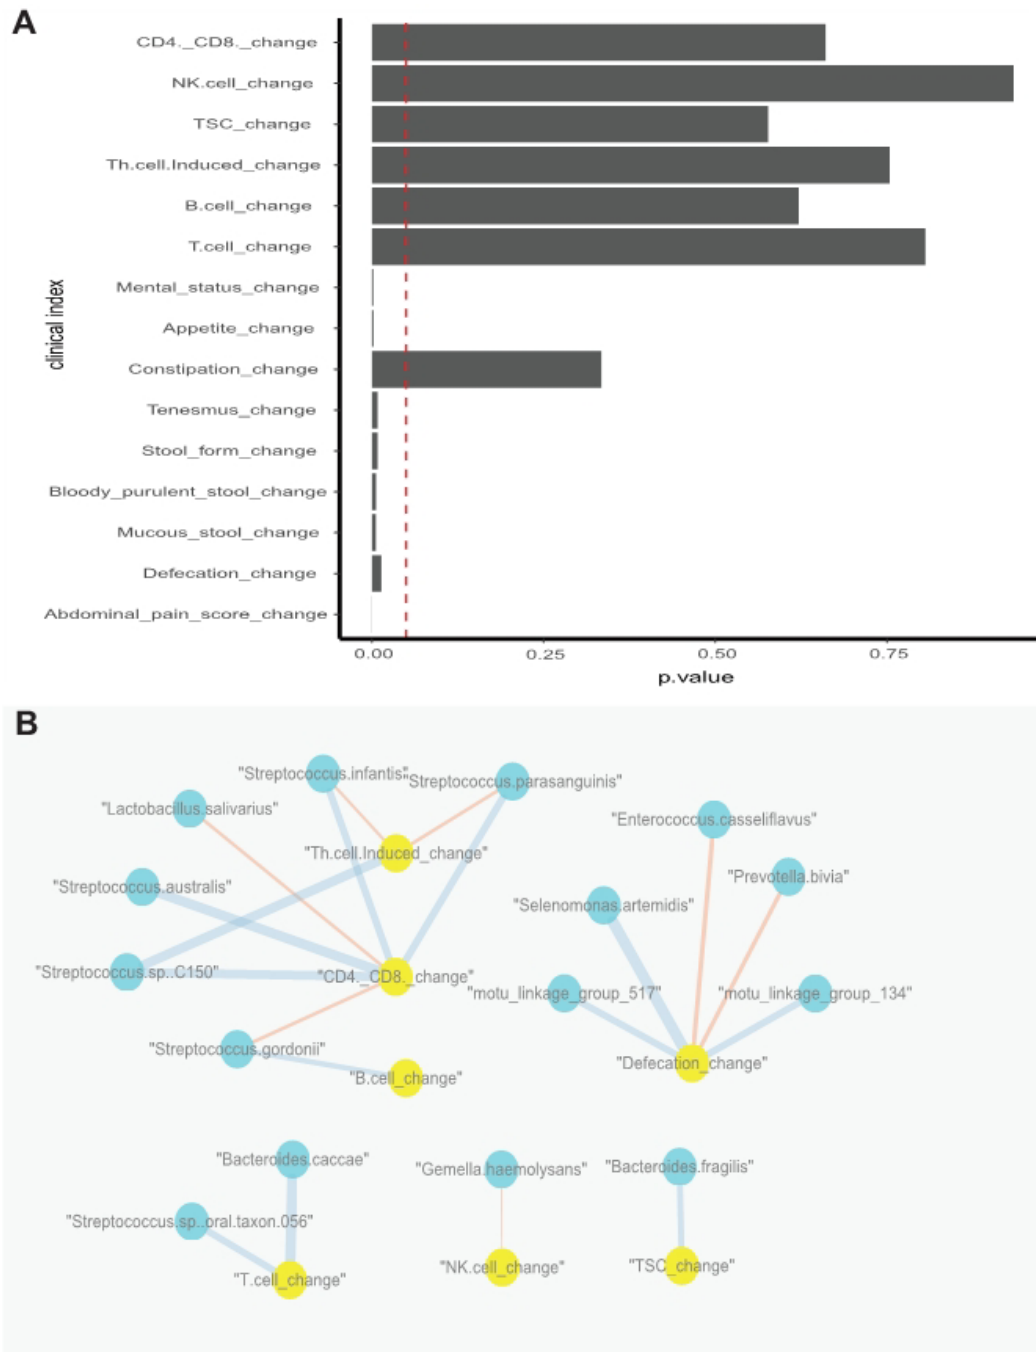 A
CD4._CD8._change
NK.cell_change
TSC_change
Th.cell.Induced_change
B.cell_change
T.cell_change
Mental_status_change
Appetite_change
Constipation_change
Tenesmus_change
Stool_form_change
Bloody_purulent_stool_change
Mucous_stool_change
Defecation_change
Abdominal_pain_score_change
clinical index
0.00 0.25 0.50 0.75
p.value
B
"Streptococcus.infantis"
"Streptococcus.parasanguinis"
"Lactobacillus.salivarius"
"Enterococcus.casseliflavus"
"Th.cell.Induced_change"
"Prevotella.bivia"
"Streptococcus.australis"
"Selenomonas.artemidis"
"Streptococcus.sp..C150"
"CD4._CD8._change"
"motu_linkage_group_517"
"motu_linkage_group_134"
"Streptococcus.gordonii"
"Defecation_change"
"B.cell_change"
"Bacteroides.caccae"
"Gemella.haemolysans"
"Bacteroides.fragilis"
"Streptococcus.sp..oral.taxon.056"
"T.cell_change"
"NK.cell_change"
"TSC_change"